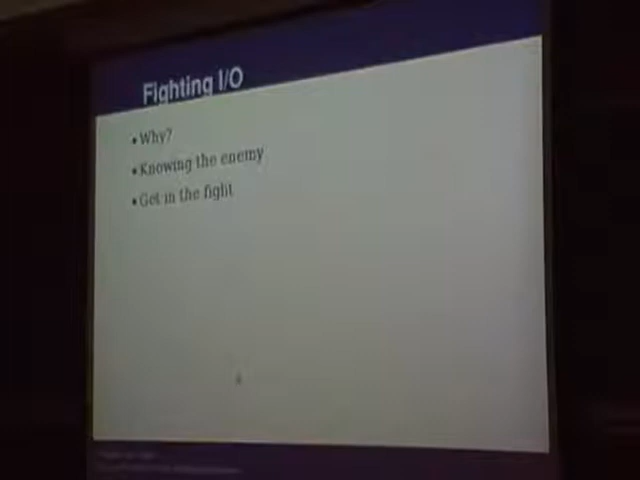 Fighting I/O
• Why?
• Knowing the enemy
• Get in the fight